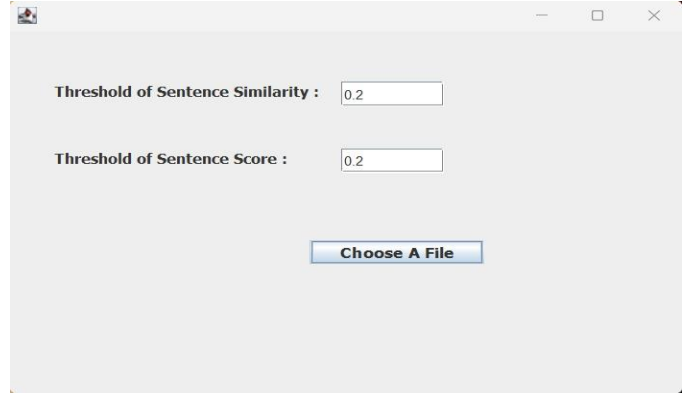 Threshold of Sentence Similarity : 0.2
Threshold of Sentence Score : 0.2
Choose A File